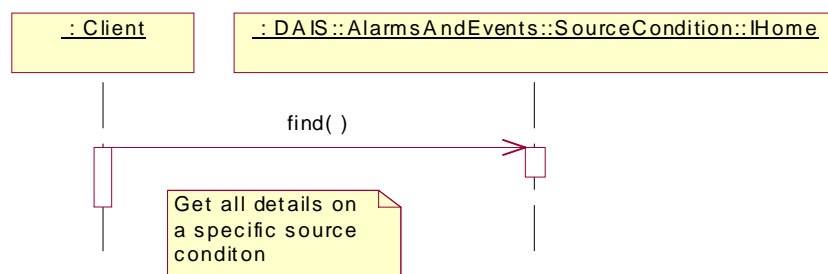 : Client
: DAIS::AlarmsAndEvents::SourceCondition::IHome
find( )
Get all details on
a specific source
conditon